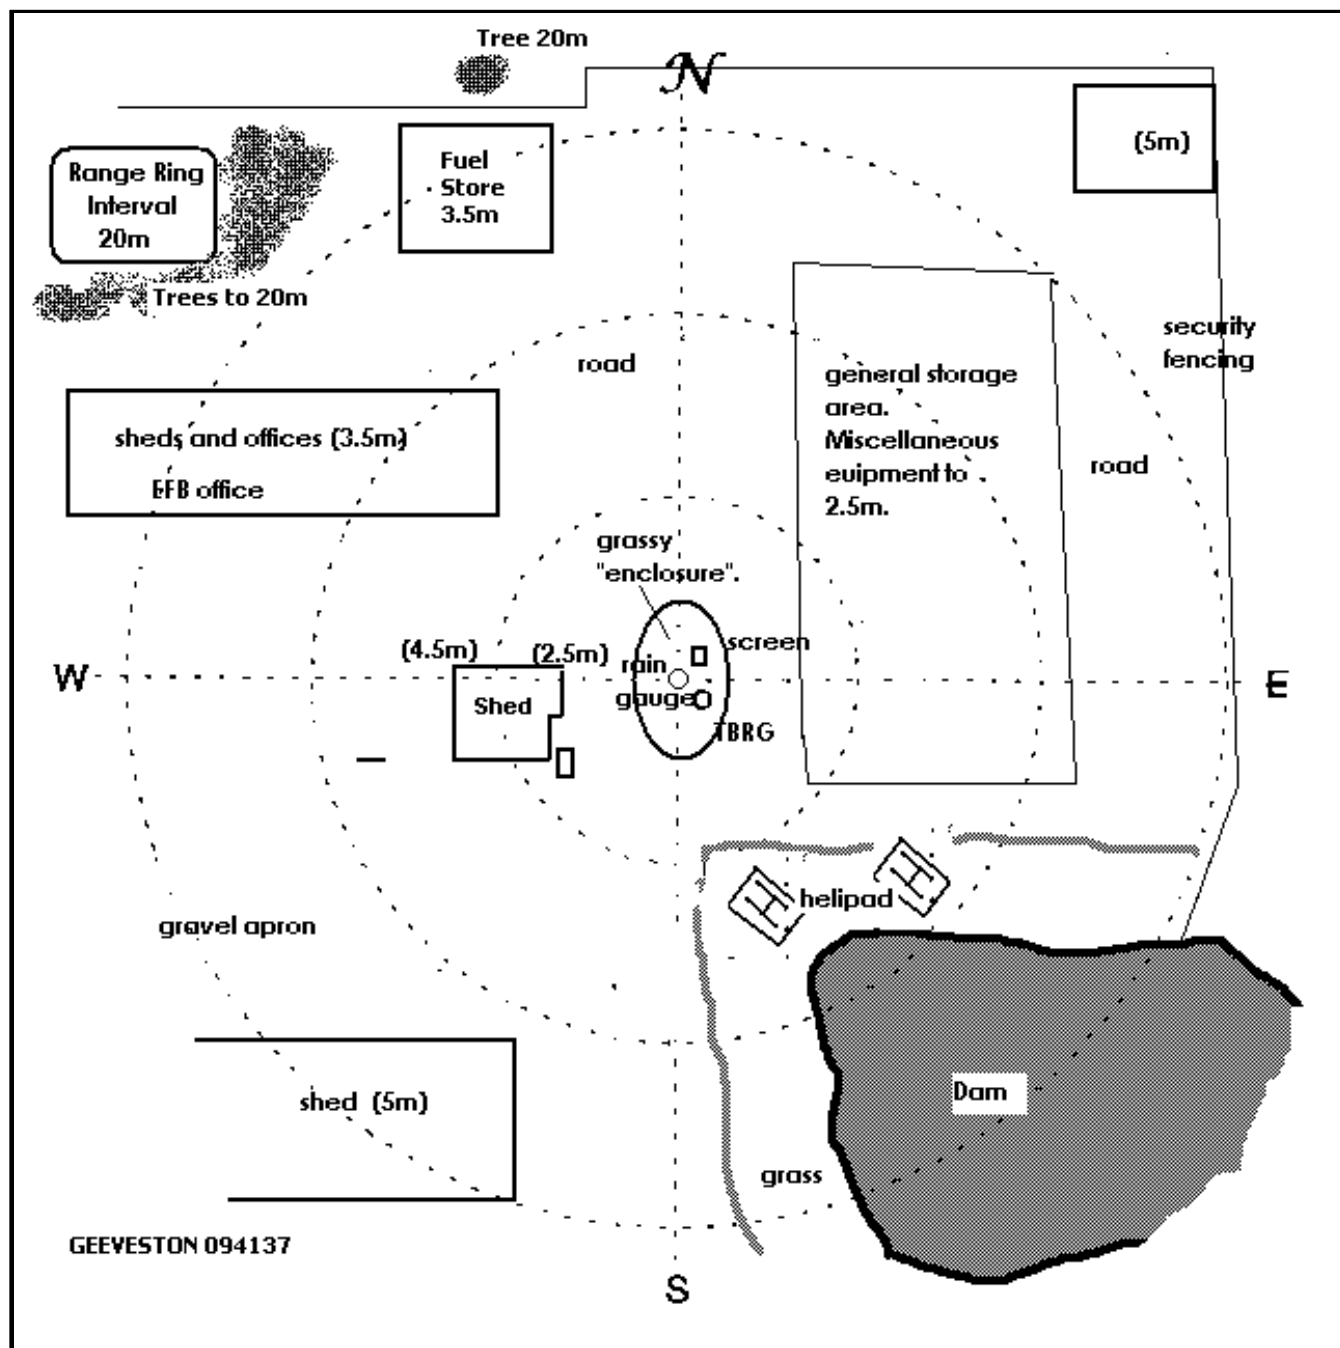 Tree 20m
N
(5m)
Fuel
Store
3.5m
Range Ring
Interval
20m
Trees to 20m
security
fencing
road
general storage
area.
Miscellaneous
euipment to
2.5m.
road
sheds and offices (3.5m)
EFB office
grassy
"enclosure".
(4.5m)
(2.5m)
rain
gauge
screen
W
E
Shed
TBRG
H
H
helipad
gravel apron
Dam
shed (5m)
grass
GEEVESTON 094137
S